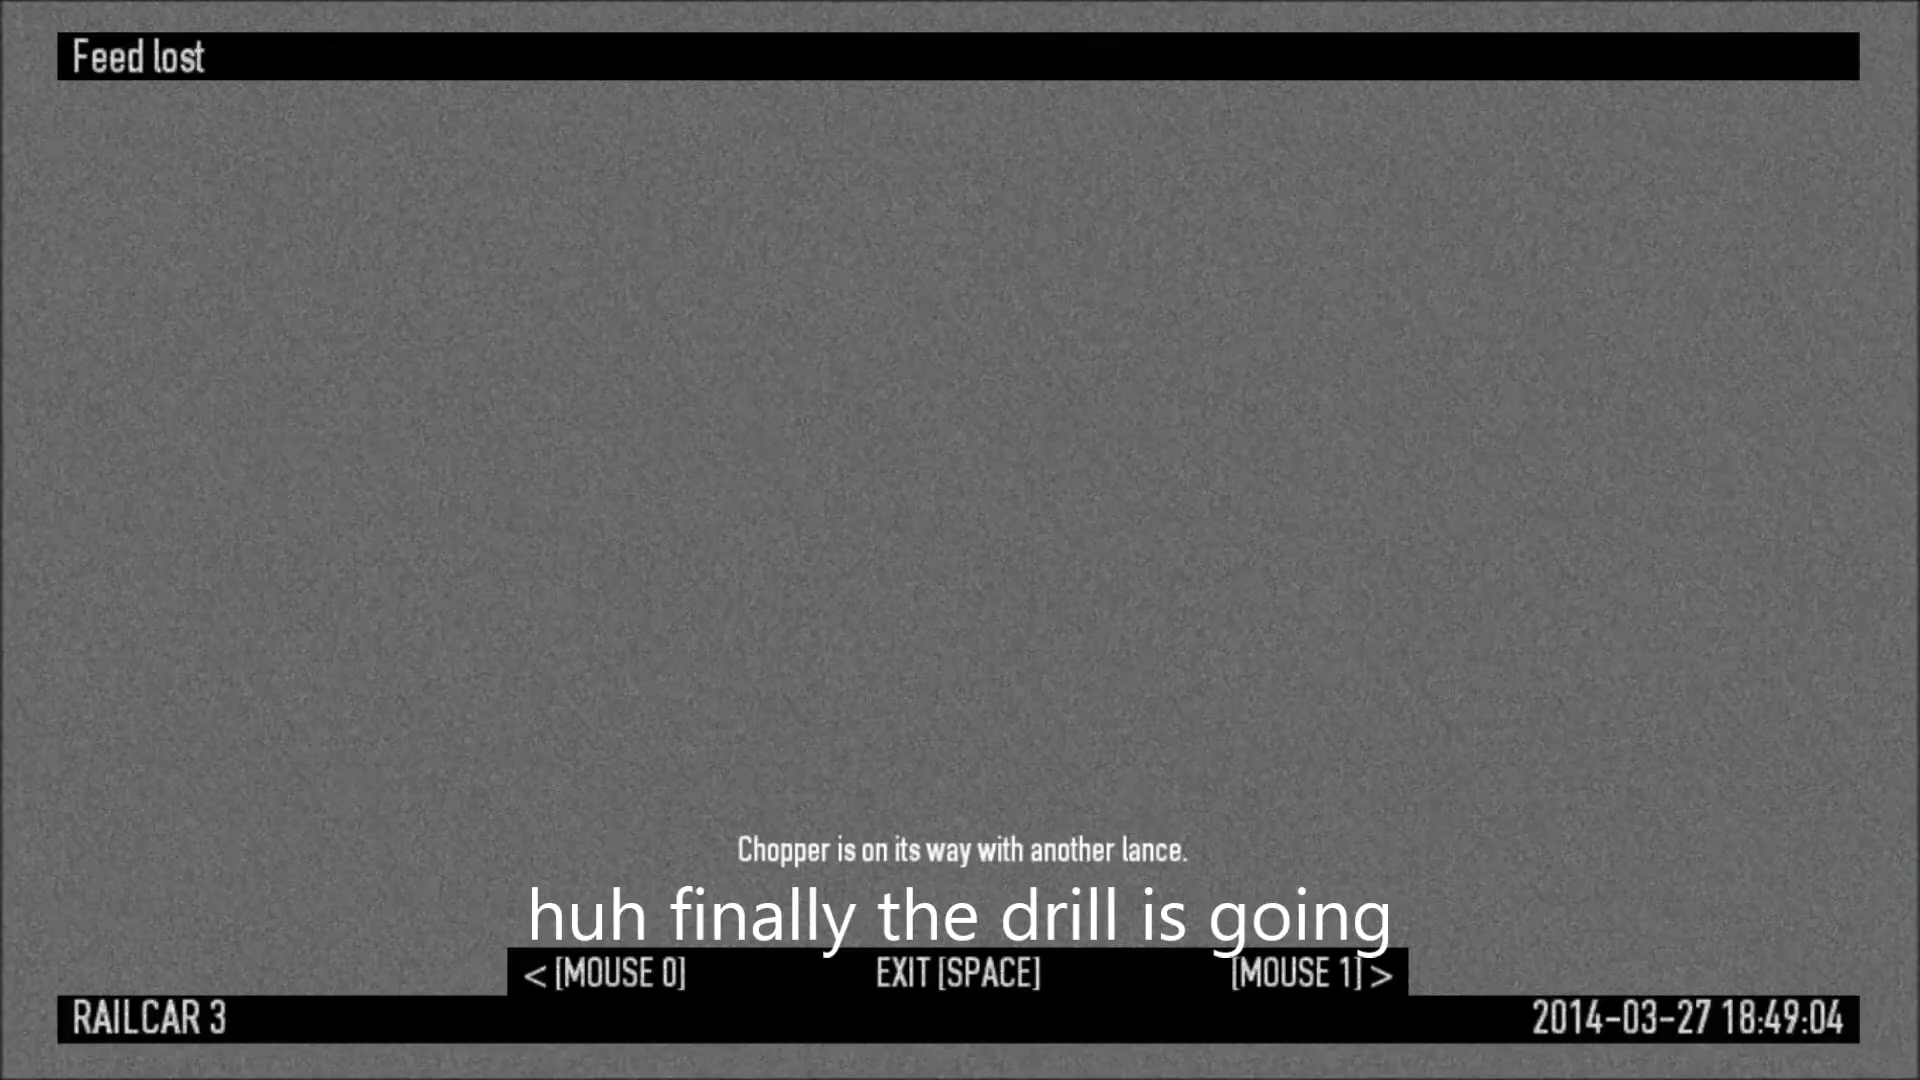 Feed lost
Chopper is on its way with another lance.
huh finally the drill is going
< [MOUSE 0] EXIT [SPACE] [MOUSE 1] >
RAILCAR 3 2014-03-27 18:49:04